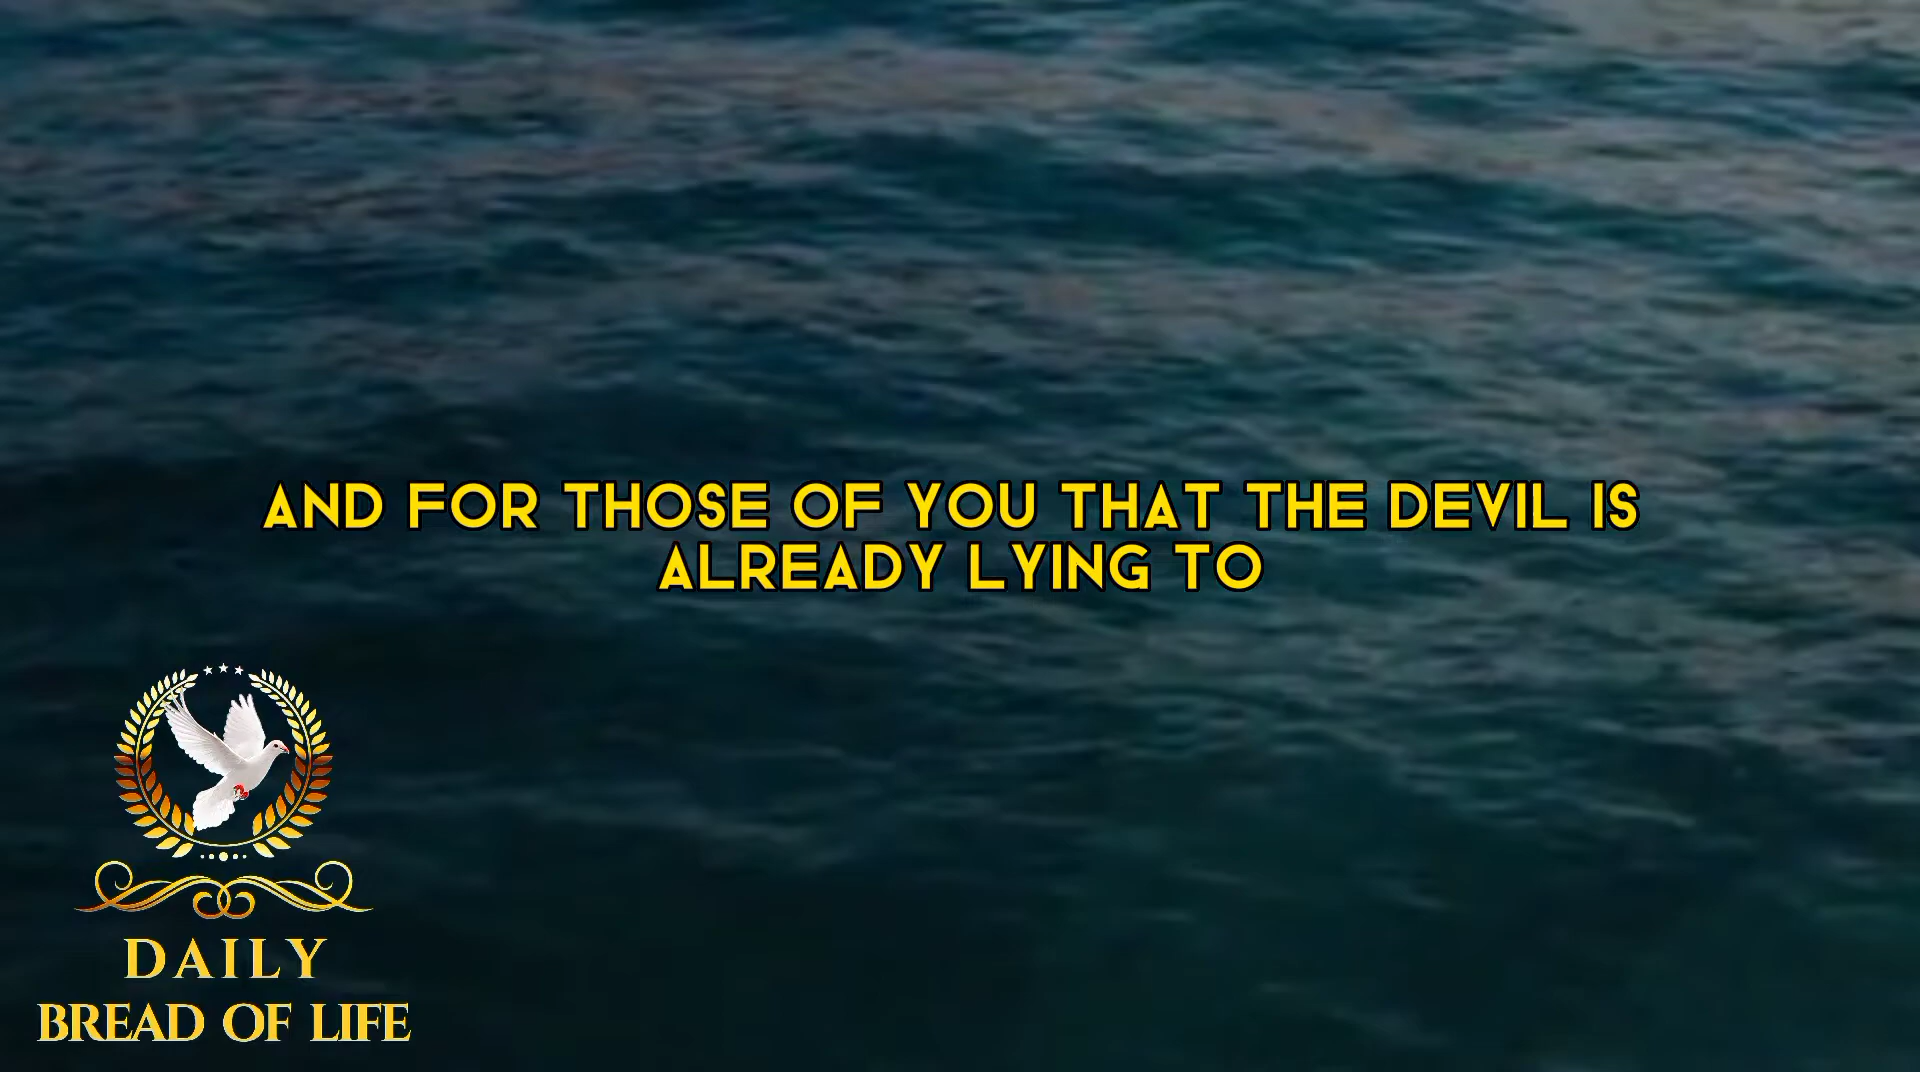 AND FOR THOSE OF YOU THAT THE DEVIL IS
ALREADY LYING TO
DAILY
BREAD OF LIFE